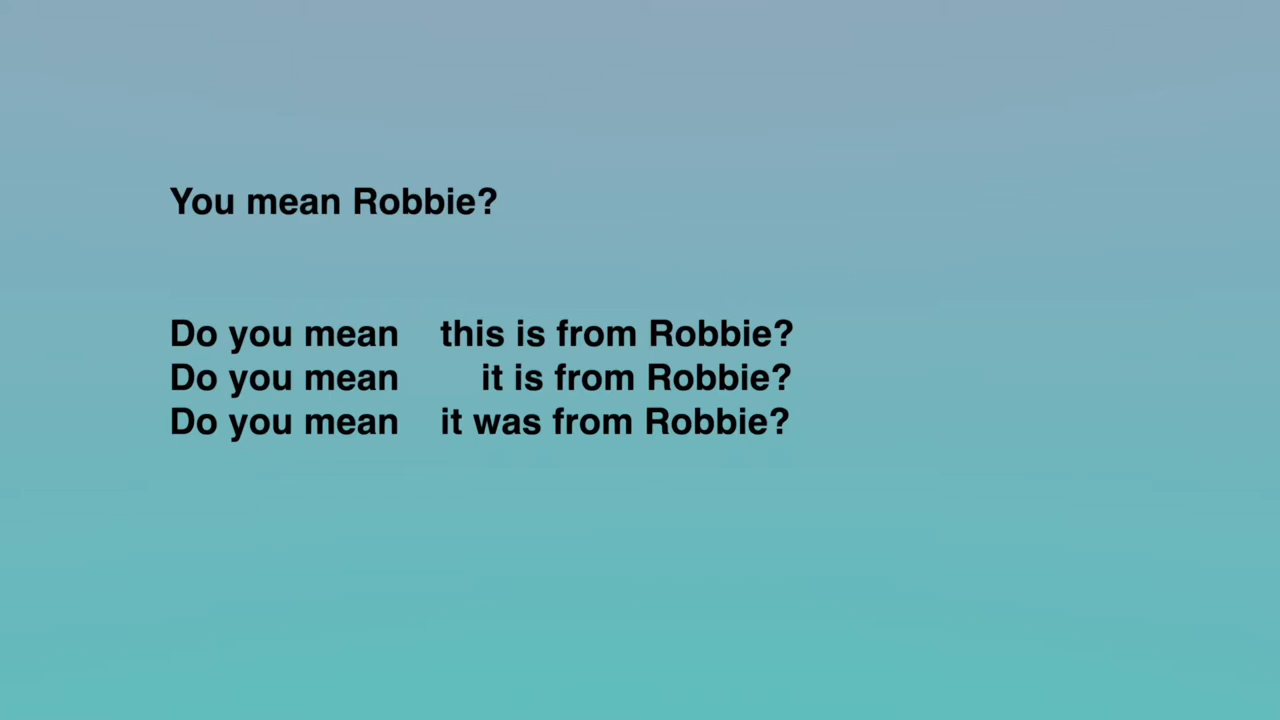 You mean Robbie?
Do you mean this is from Robbie?
Do you mean it is from Robbie?
Do you mean it was from Robbie?